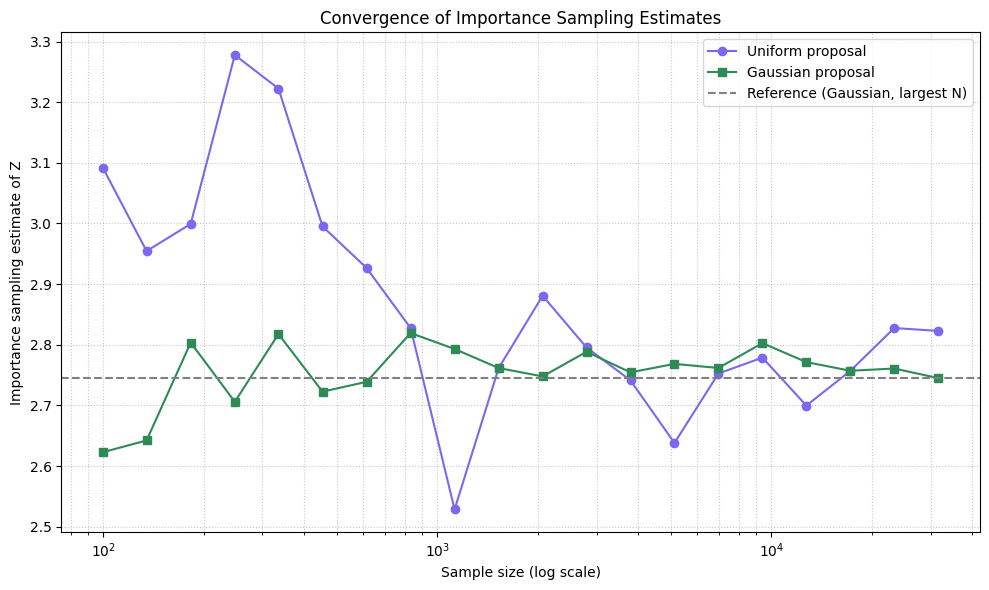 Convergence of Importance Sampling Estimates
Uniform proposal
Gaussian proposal
Reference (Gaussian, largest N)
Importance sampling estimate of Z
3.3
3.2
3.1
3.0
2.9
2.8
2.7
2.6
2.5
10²
10³
10⁴
Sample size (log scale)